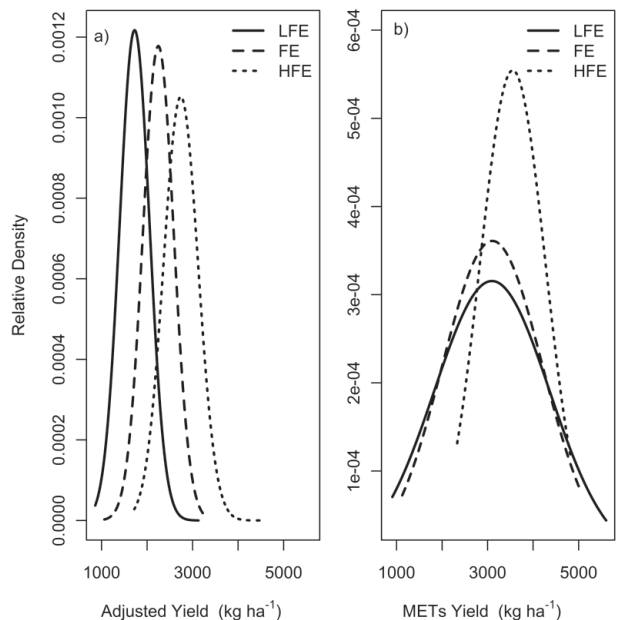 a)
LFE
FE
HFE
0.0012
0.0010
0.0008
0.0006
0.0004
0.0002
0.0000
Relative Density
1000
3000
5000
Adjusted Yield (kg ha-1)
b)
LFE
FE
HFE
6e-04
5e-04
4e-04
3e-04
2e-04
1e-04
1000
3000
5000
METs Yield (kg ha-1)